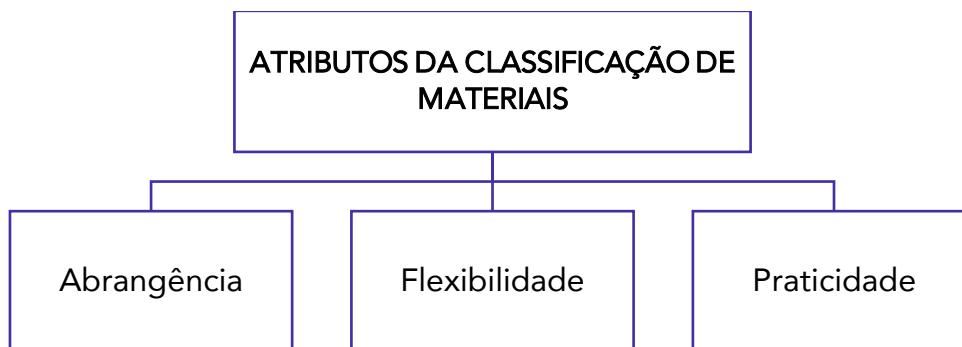 ATRIBUTOS DA CLASSIFICAÇÃO DE
MATERIAIS
Abrangência
Flexibilidade
Praticidade